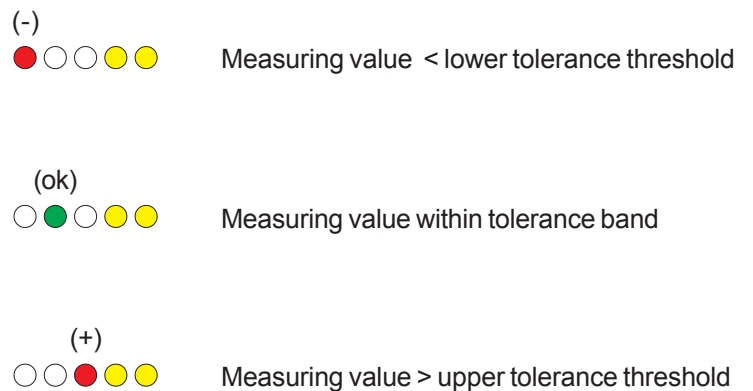 (-)
Measuring value < lower tolerance threshold
(ok)
Measuring value within tolerance band
(+)
Measuring value > upper tolerance threshold